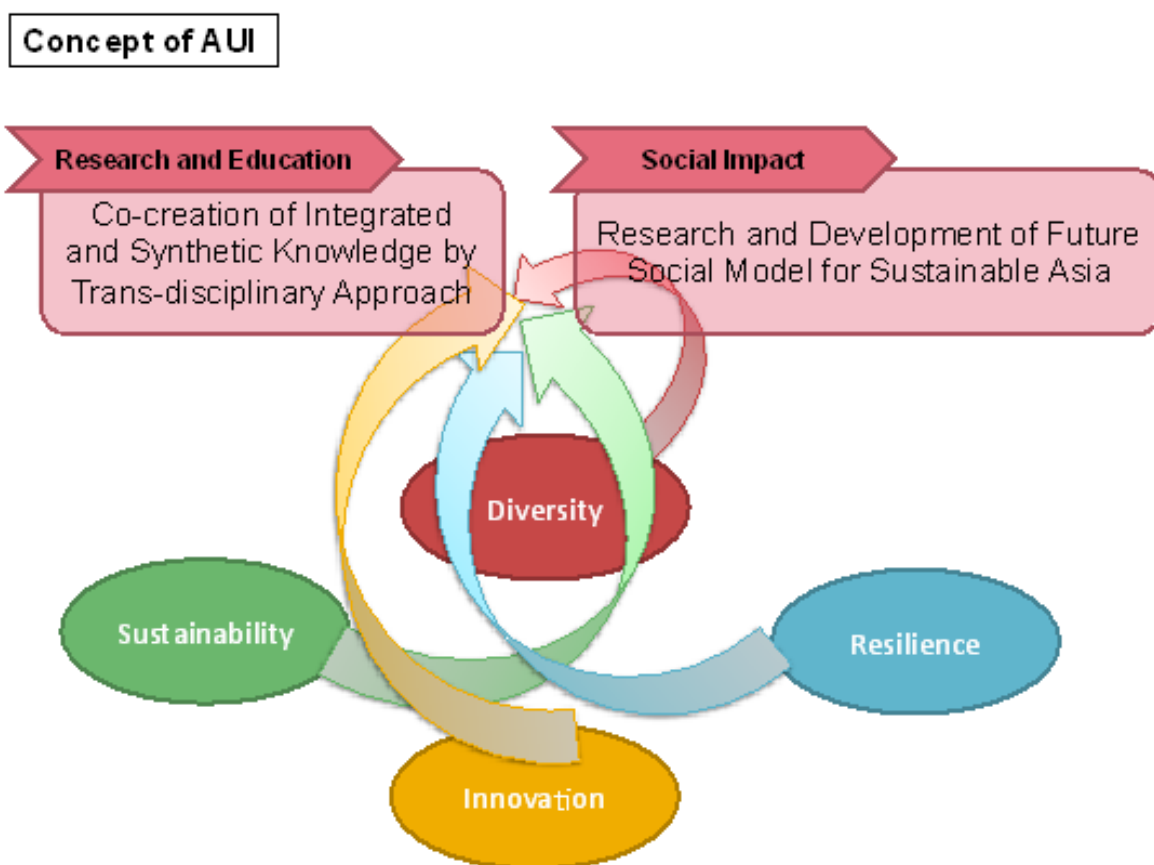 Concept of AUI
Research and Education
Co-creation of Integrated
and Synthetic Knowledge by
Trans-disciplinary Approach
Social Impact
Research and Development of Future
Social Model for Sustainable Asia
Diversity
Sustainability
Resilience
Innovation